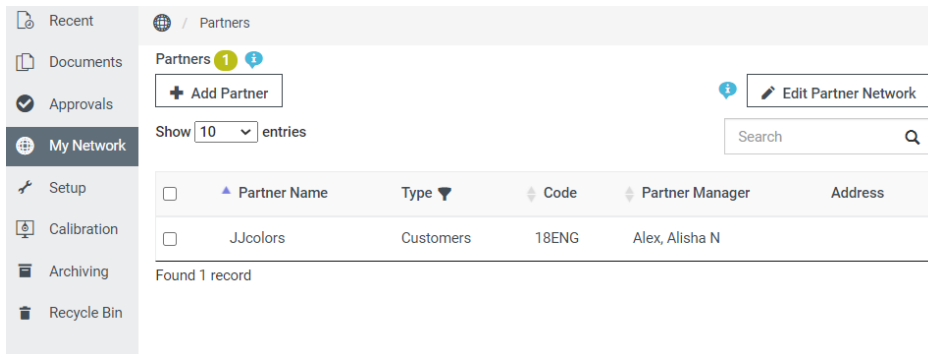 Recent
Documents
Approvals
My Network
Setup
Calibration
Archiving
Recycle Bin
/ Partners
Partners 1
Add Partner
Edit Partner Network
Show 10 entries
Search
Partner Name Type Code Partner Manager Address
JJcolors Customers 18ENG Alex, Alisha N
Found 1 record